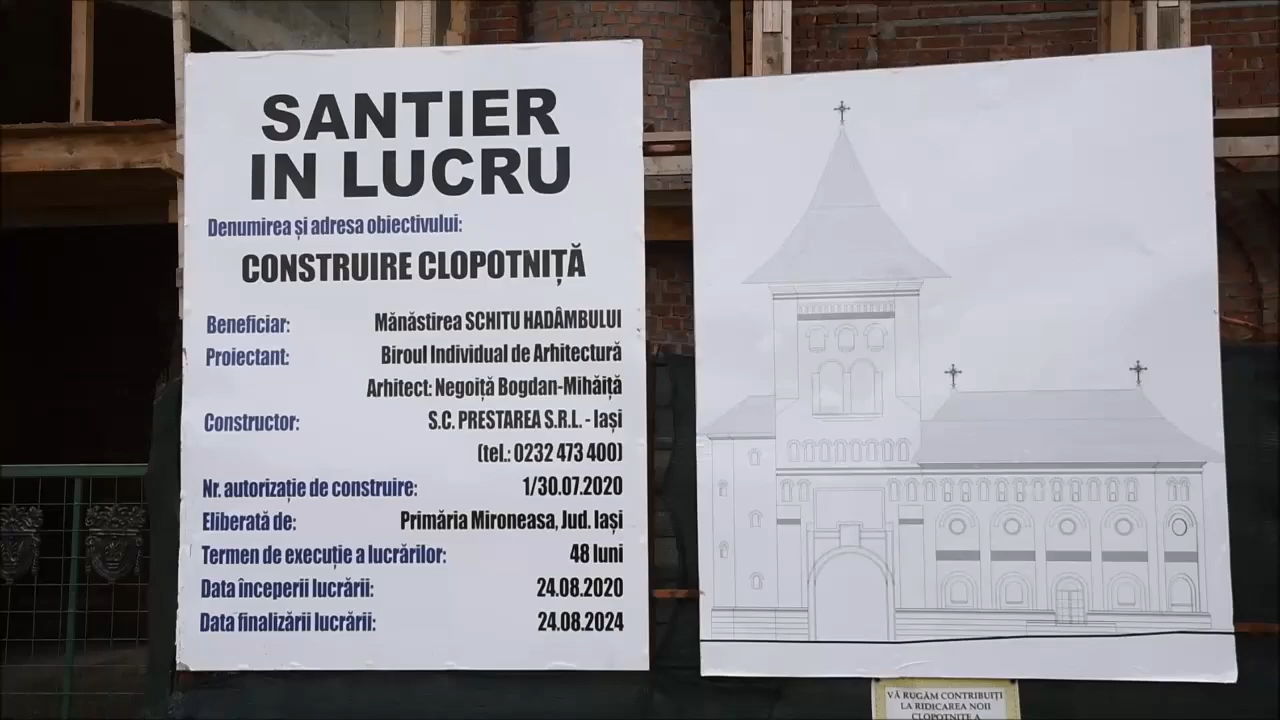 SANTIER
IN LUCRU
Denumirea și adresa obiectivului:
CONSTRUIRE CLOPOTNIȚĂ
Beneficiar: Mănăstirea SCHITU HADÂMBULUI
Proiectant: Biroul Individual de Arhitectură
Arhitect: Negoiță Bogdan-Mihăiță
Constructor: S.C. PRESTAREA S.R.L. - Iași
(tel.: 0232 473 400)
Nr. autorizație de construire: 1/30.07.2020
Eliberată de: Primăria Mironeasa, Jud. Iași
Termen de execuție a lucrărilor: 48 luni
Data începerii lucrării: 24.08.2020
Data finalizării lucrării: 24.08.2024
VĂ RUGĂM CONTRIBUIȚI
LA RIDICAREA NOII
CLOPOTNIȚE A